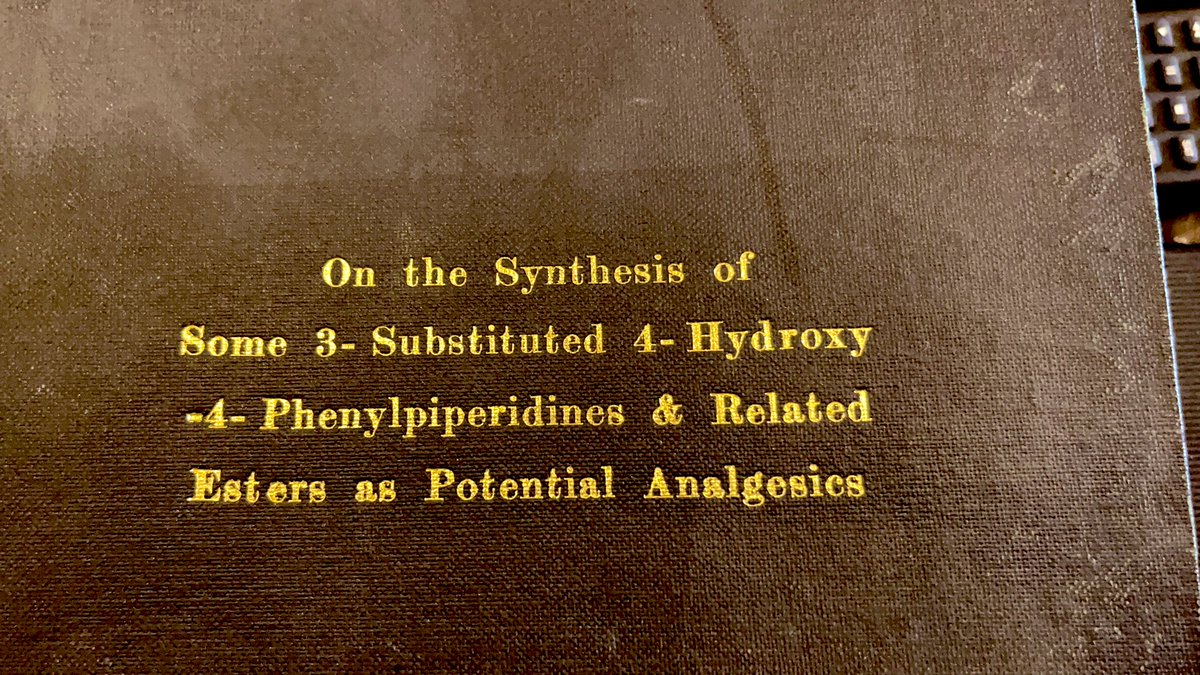 On the Synthesis of
Some 3- Substituted 4- Hydroxy
-4- Phenylpiperidines & Related
Esters as Potential Analgesics